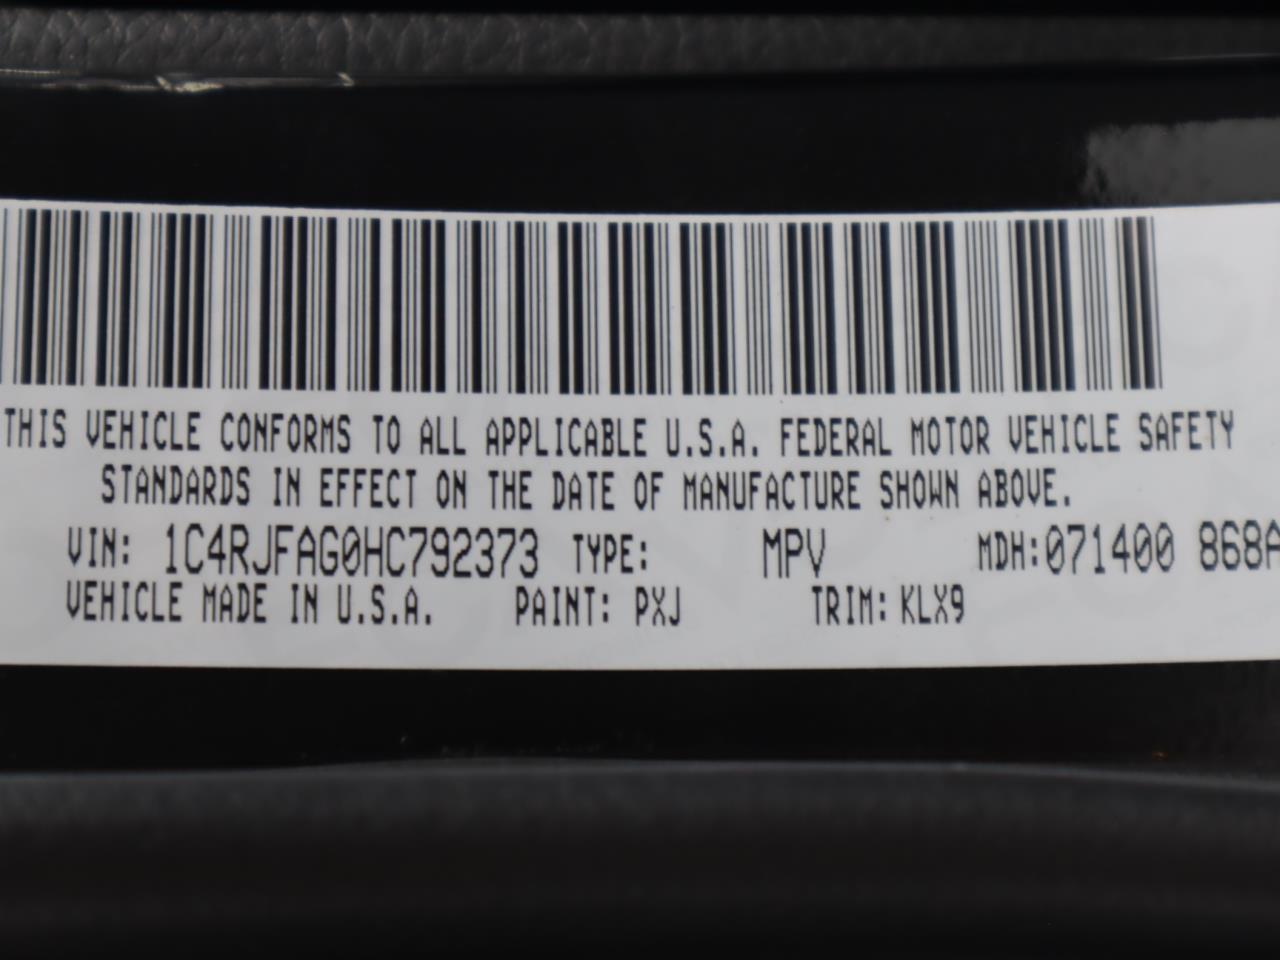 THIS VEHICLE CONFORMS TO ALL APPLICABLE U.S.A. FEDERAL MOTOR VEHICLE SAFETY
STANDARDS IN EFFECT ON THE DATE OF MANUFACTURE SHOWN ABOVE.
VIN: 1C4RJFAG0HC792373 TYPE: MPV MDH:071400 868A
VEHICLE MADE IN U.S.A. PAINT: PXJ TRIM: KLX9